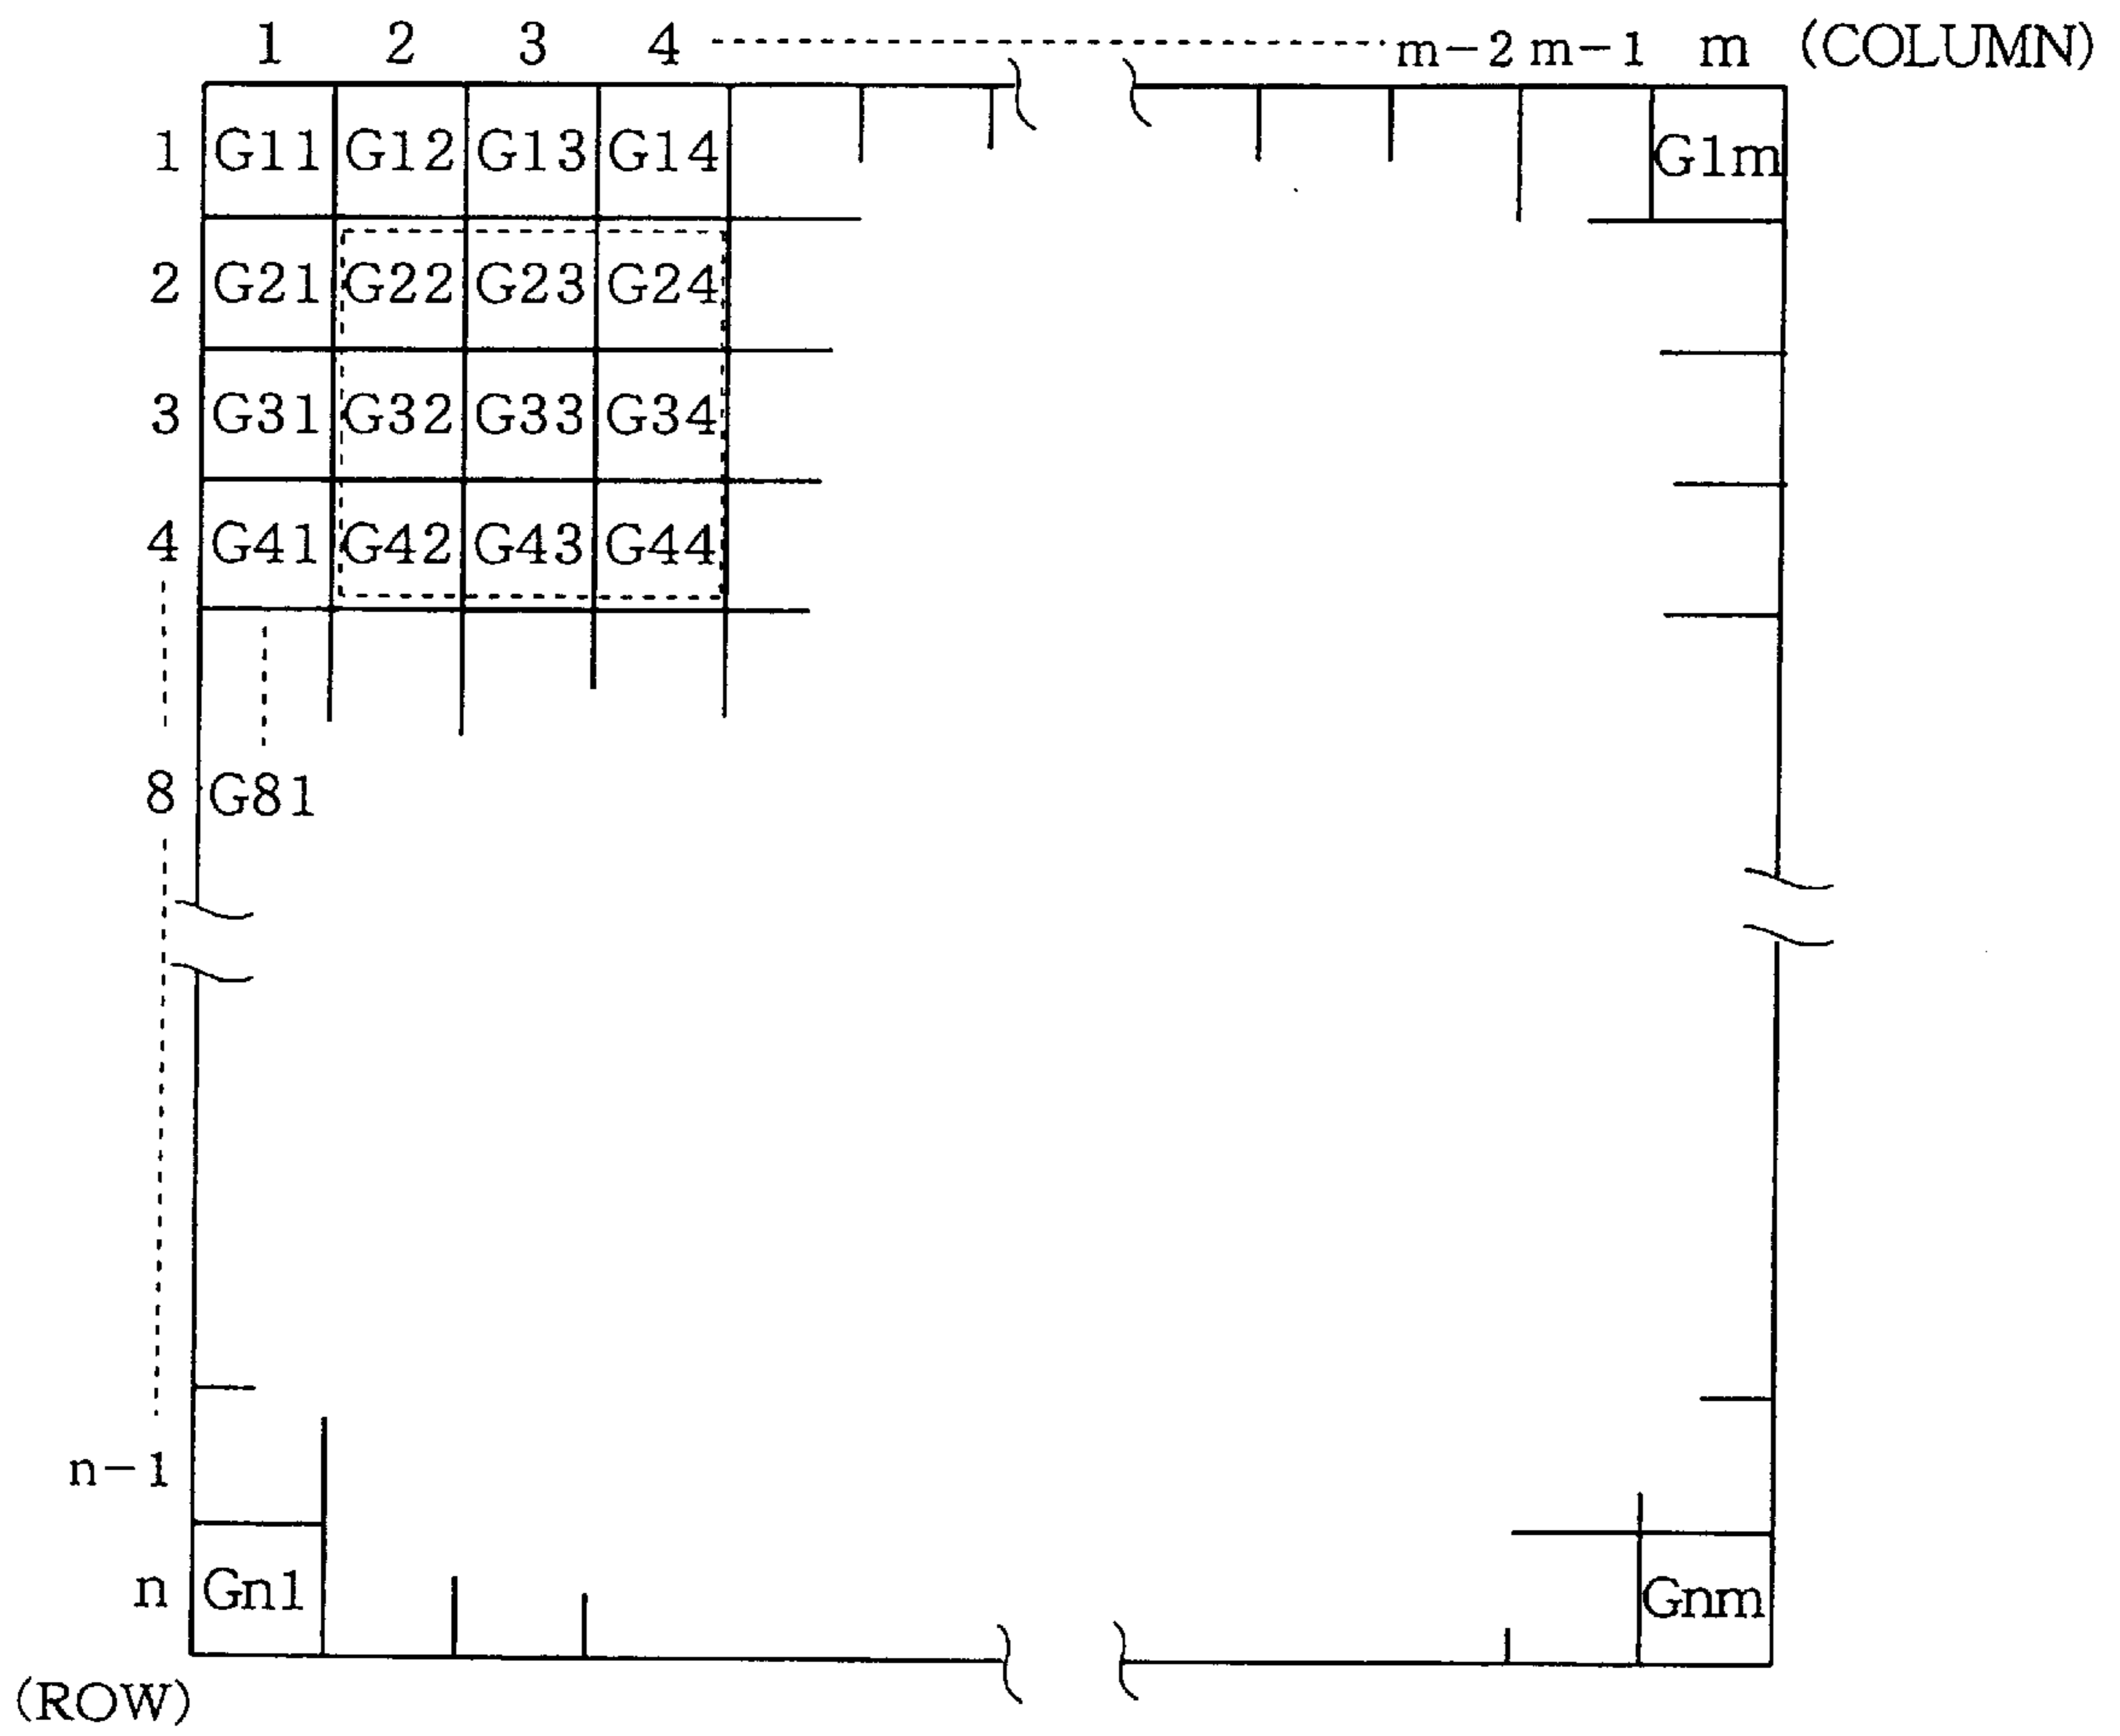 1 2 3 4 m-2 m-1 m (COLUMN)
1 G11 G12 G13 G14 G1m
2 G21 G22 G23 G24
3 G31 G32 G33 G34
4 G41 G42 G43 G44
8 G81
n-1
n Gn1 Gnm
(ROW)